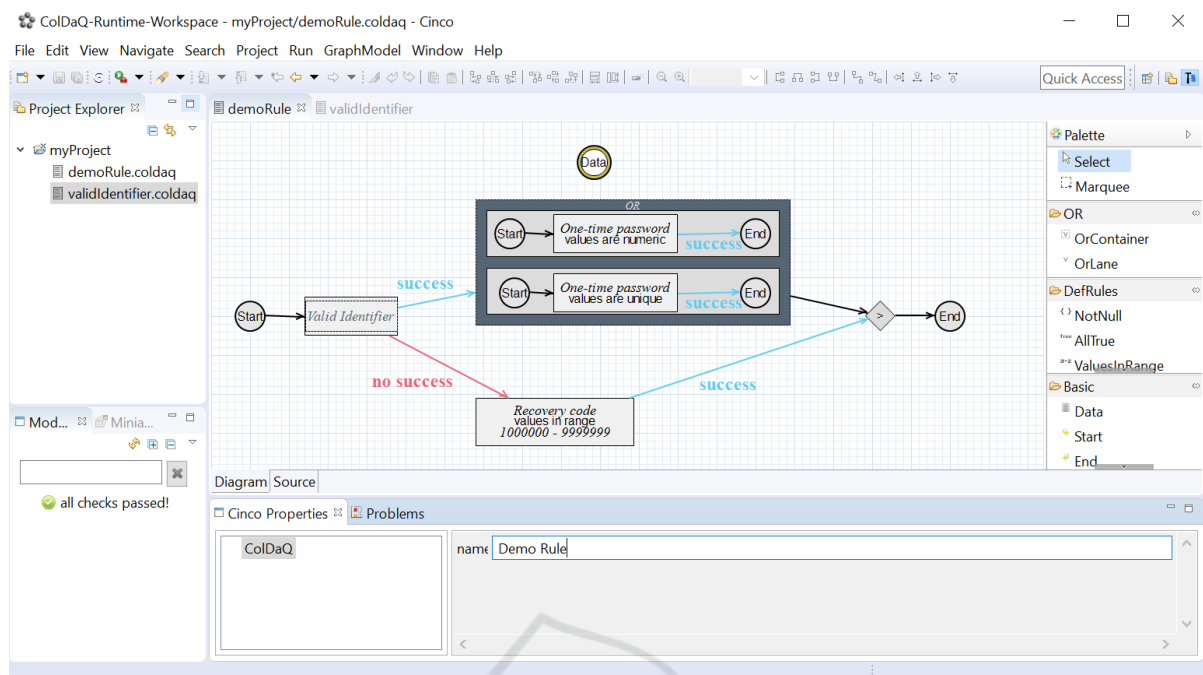 ColDaQ-Runtime-Workspace - myProject/demoRule.coldaq - Cinco
File Edit View Navigate Search Project Run GraphModel Window Help
Quick Access
Project Explorer
myProject
demoRule.coldaq
validIdentifier.coldaq
demoRule validIdentifier
Data
OR
Start
One-time password
values are numeric
success
End
Start
One-time password
values are unique
success
End
success
Start
Valid Identifier
>
End
no success
success
Recovery code
values in range
1000000 - 9999999
Diagram Source
Palette
Select
Marquee
OR
OrContainer
OrLane
DefRules
NotNull
AllTrue
ValuesInRange
Basic
Data
Start
End
Mod... Minia...
all checks passed!
Cinco Properties Problems
ColDaQ
name Demo Rule